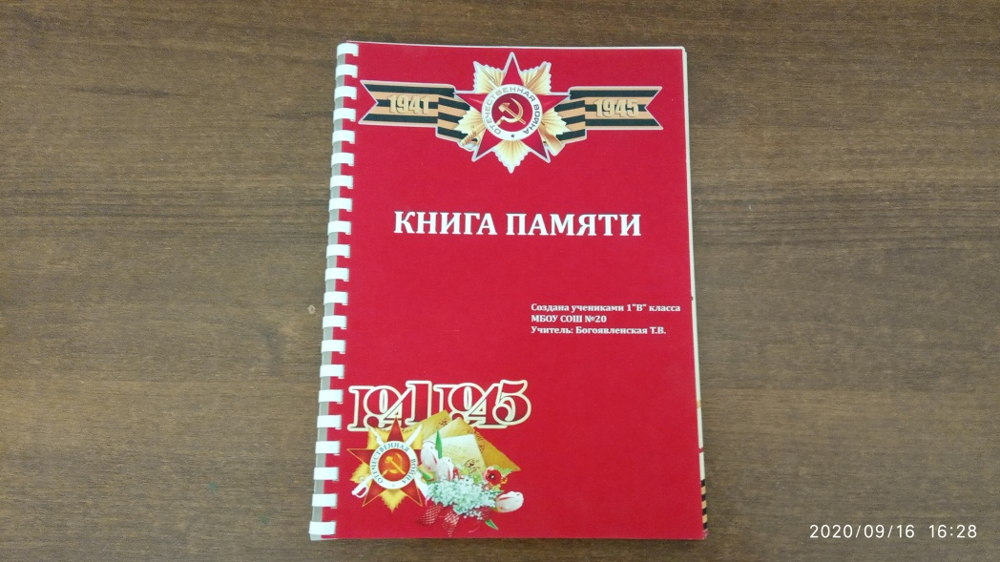 1941
ОТЕЧЕСТВЕННАЯ ВОЙНА
1945
КНИГА ПАМЯТИ
Создана учениками 1"В" класса
МБОУ СОШ №20
Учитель: Богоявленская Т.В.
1941 1945
ОТЕЧЕСТВЕННАЯ ВОЙНА
2020/09/16 16:28